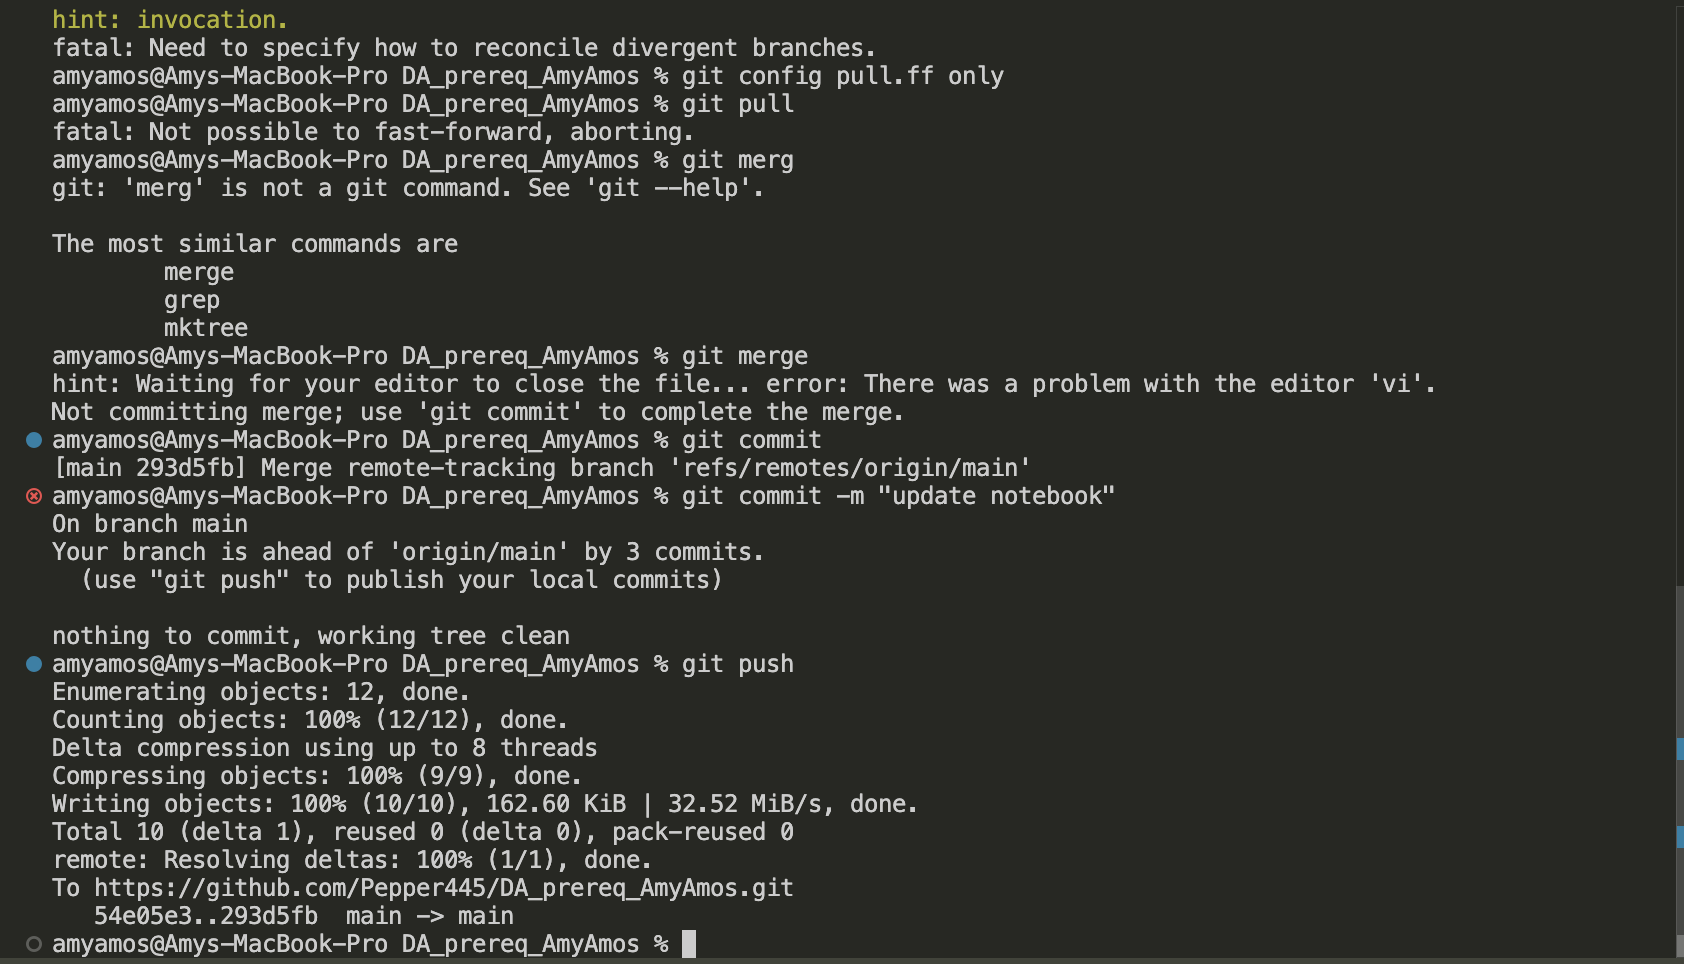 hint: invocation.
fatal: Need to specify how to reconcile divergent branches.
amyamos@Amys-MacBook-Pro DA_prereq_AmyAmos % git config pull.ff only
amyamos@Amys-MacBook-Pro DA_prereq_AmyAmos % git pull
fatal: Not possible to fast-forward, aborting.
amyamos@Amys-MacBook-Pro DA_prereq_AmyAmos % git merg
git: 'merg' is not a git command. See 'git --help'.

The most similar commands are
        merge
        grep
        mktree
amyamos@Amys-MacBook-Pro DA_prereq_AmyAmos % git merge
hint: Waiting for your editor to close the file... error: There was a problem with the editor 'vi'.
Not committing merge; use 'git commit' to complete the merge.
amyamos@Amys-MacBook-Pro DA_prereq_AmyAmos % git commit
[main 293d5fb] Merge remote-tracking branch 'refs/remotes/origin/main'
amyamos@Amys-MacBook-Pro DA_prereq_AmyAmos % git commit -m "update notebook"
On branch main
Your branch is ahead of 'origin/main' by 3 commits.
  (use "git push" to publish your local commits)

nothing to commit, working tree clean
amyamos@Amys-MacBook-Pro DA_prereq_AmyAmos % git push
Enumerating objects: 12, done.
Counting objects: 100% (12/12), done.
Delta compression using up to 8 threads
Compressing objects: 100% (9/9), done.
Writing objects: 100% (10/10), 162.60 KiB | 32.52 MiB/s, done.
Total 10 (delta 1), reused 0 (delta 0), pack-reused 0
remote: Resolving deltas: 100% (1/1), done.
To https://github.com/Pepper445/DA_prereq_AmyAmos.git
   54e05e3..293d5fb  main -> main
amyamos@Amys-MacBook-Pro DA_prereq_AmyAmos %